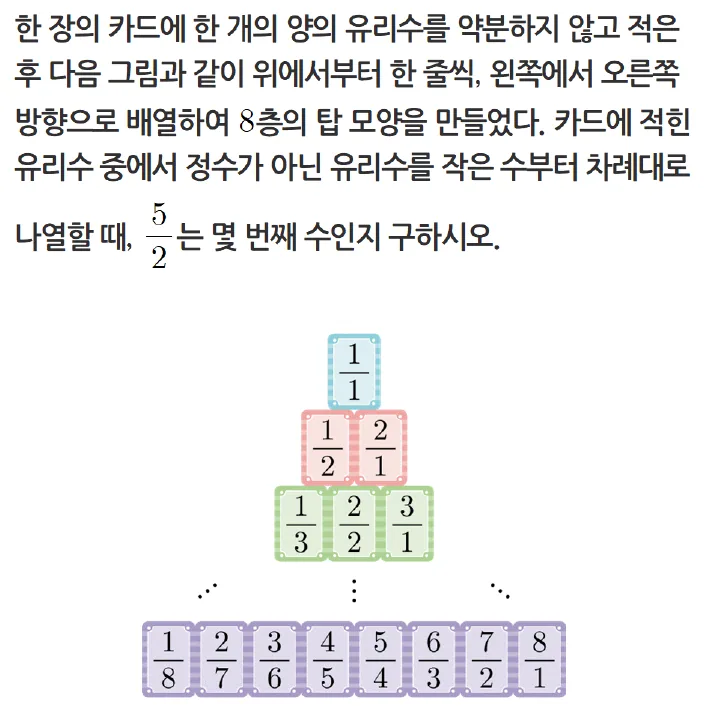 한 장의 카드에 한 개의 양의 유리수를 약분하지 않고 적은
후 다음 그림과 같이 위에서부터 한 줄씩, 왼쪽에서 오른쪽
방향으로 배열하여 8층의 탑 모양을 만들었다. 카드에 적힌
유리수 중에서 정수가 아닌 유리수를 작은 수부터 차례대로
나열할 때, 5/2는 몇 번째 수인지 구하시오.
1/1
1/2 2/1
1/3 2/2 3/1
⋰ ⋮ ⋱
1/8 2/7 3/6 4/5 5/4 6/3 7/2 8/1